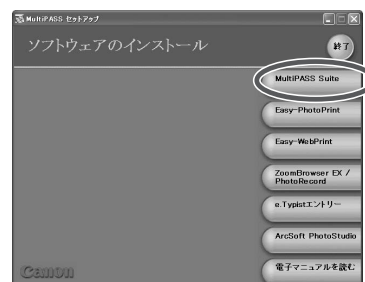 MultiPASS セットアップ
ソフトウェアのインストール
終了
MultiPASS Suite
Easy-PhotoPrint
Easy-WebPrint
ZoomBrowser EX /
PhotoRecord
e.Typistエントリー
ArcSoft PhotoStudio
電子マニュアルを読む
Canon